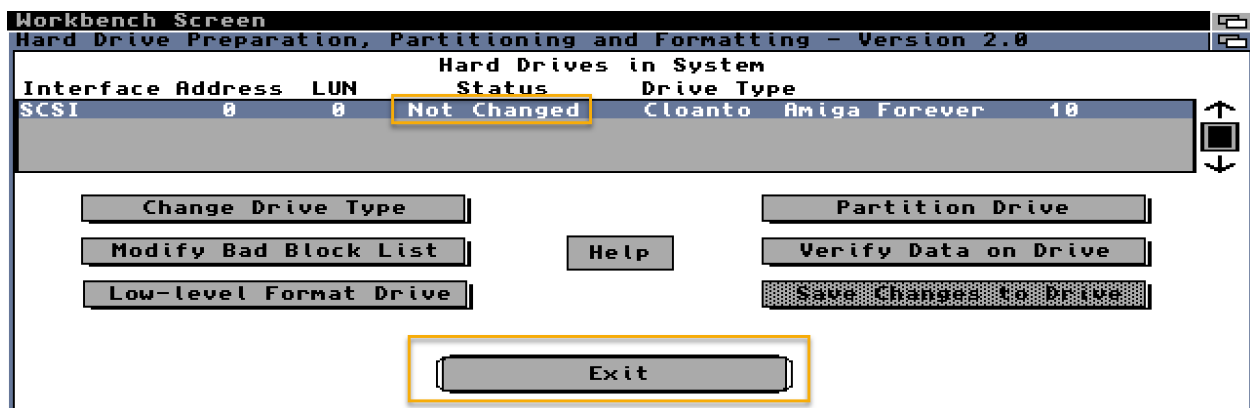 Workbench Screen
Hard Drive Preparation, Partitioning and Formatting - Version 2.0
Hard Drives in System
Interface Address LUN Status Drive Type
SCSI 0 0 Not Changed Cloanto Amiga Forever 10
Change Drive Type Partition Drive
Modify Bad Block List Help Verify Data on Drive
Low-level Format Drive Save Changes to Drive
Exit